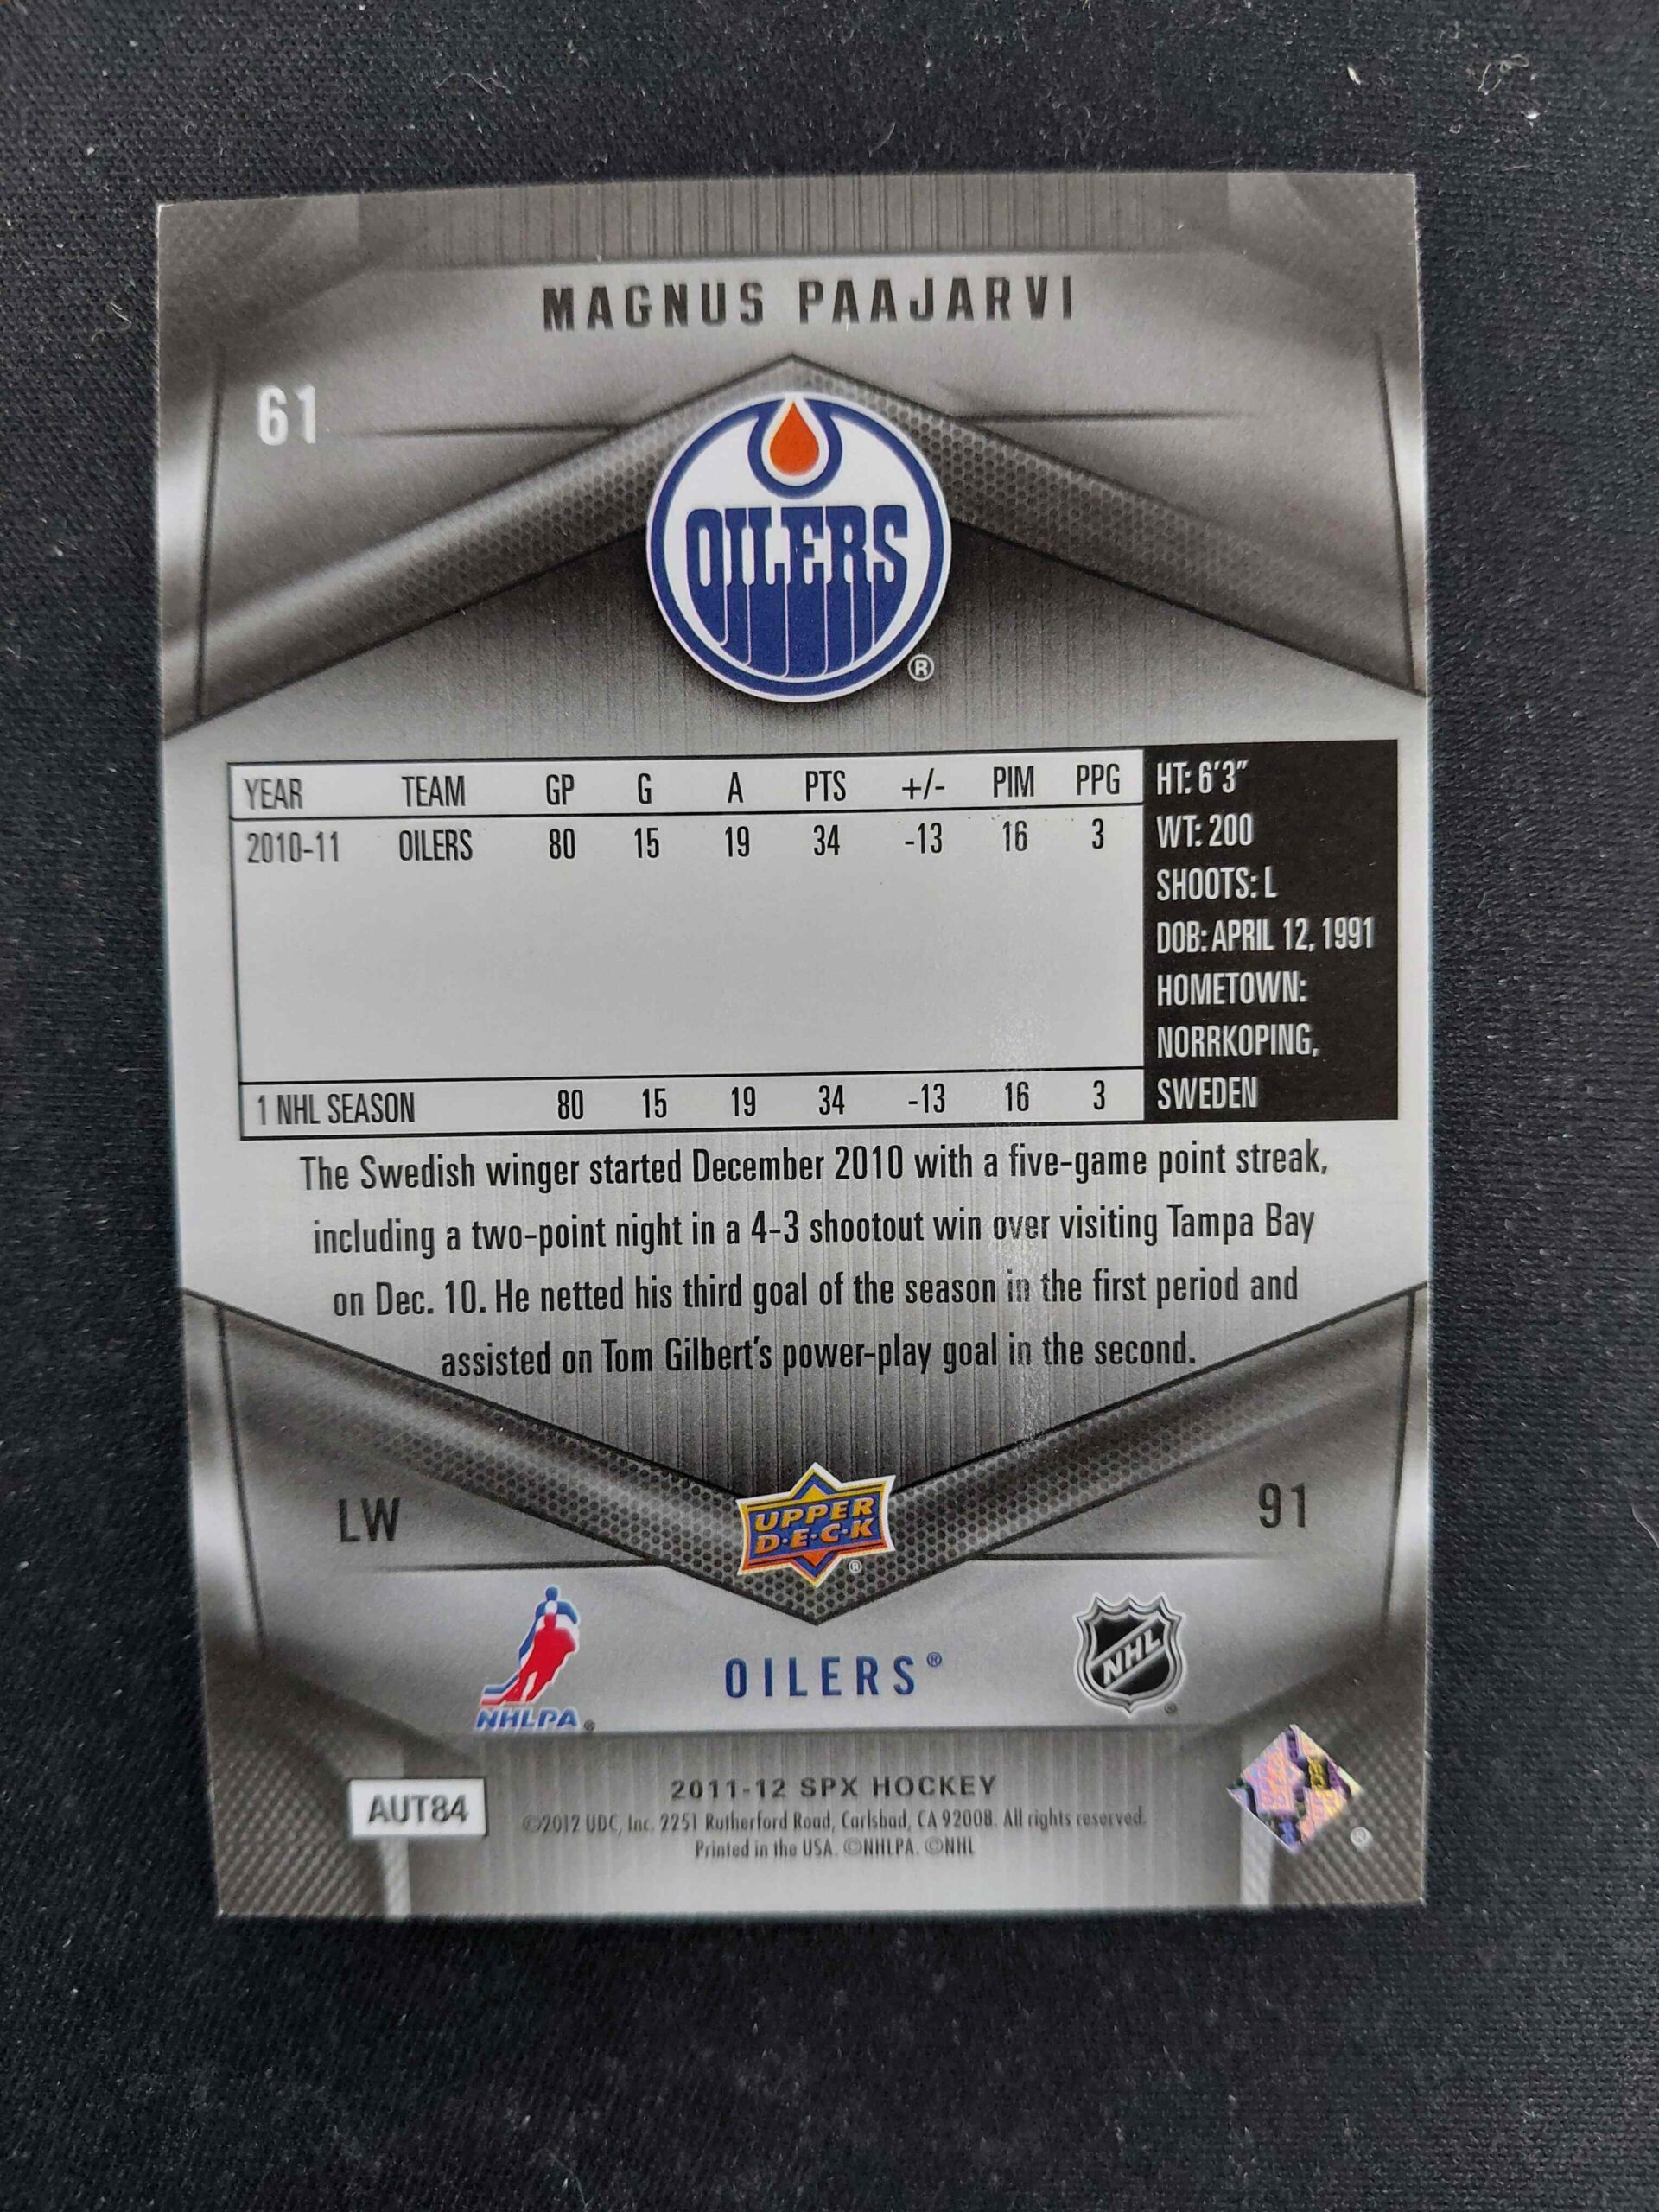 MAGNUS PAAJARVI
61
OILERS ®
YEAR TEAM GP G A PTS +/- PIM PPG
2010-11 OILERS 80 15 19 34 -13 16 3
1 NHL SEASON 80 15 19 34 -13 16 3
HT: 6'3"
WT: 200
SHOOTS: L
DOB: APRIL 12, 1991
HOMETOWN:
NORRKOPING,
SWEDEN
The Swedish winger started December 2010 with a five-game point streak,
including a two-point night in a 4-3 shootout win over visiting Tampa Bay
on Dec. 10. He netted his third goal of the season in the first period and
assisted on Tom Gilbert's power-play goal in the second.
LW
UPPER
D·E·C·K ®
91
NHLPA ®
OILERS®
NHL ®
AUT84
2011-12 SPX HOCKEY
©2012 UDC, Inc. 2251 Rutherford Road, Carlsbad, CA 92008. All rights reserved.
Printed in the USA. ©NHLPA. ©NHL
®